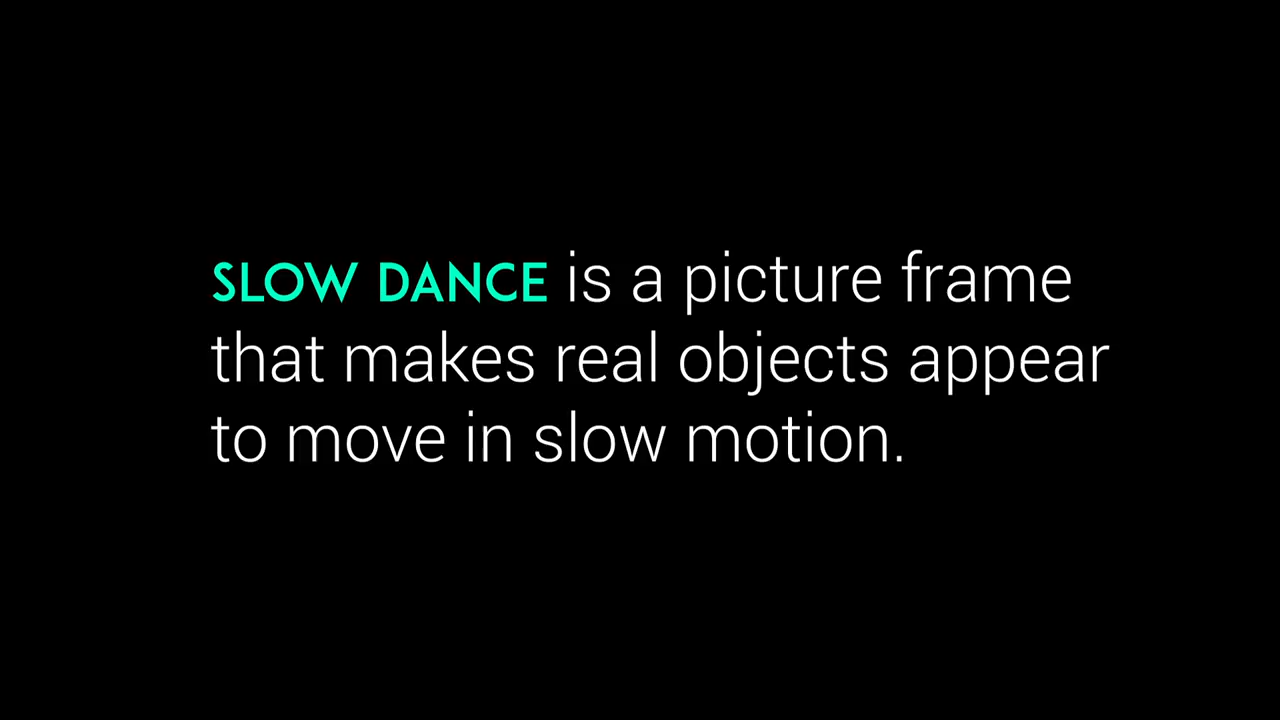 SLOW DANCE is a picture frame
that makes real objects appear
to move in slow motion.